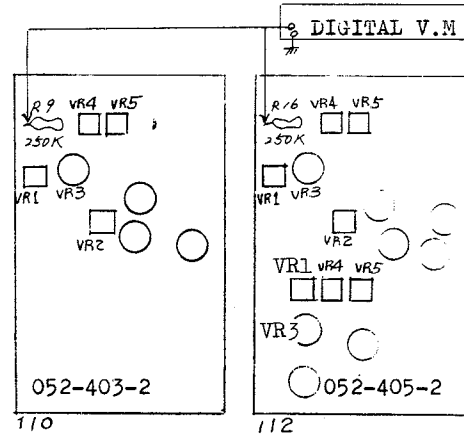 DIGITAL V.M
R9 VR4 VR5
250K
VR1 VR3
VR2
052-403-2
110
R16 VR4 VR5
250K
VR1 VR3
VR2
VR1 VR4 VR5
VR3
052-405-2
112